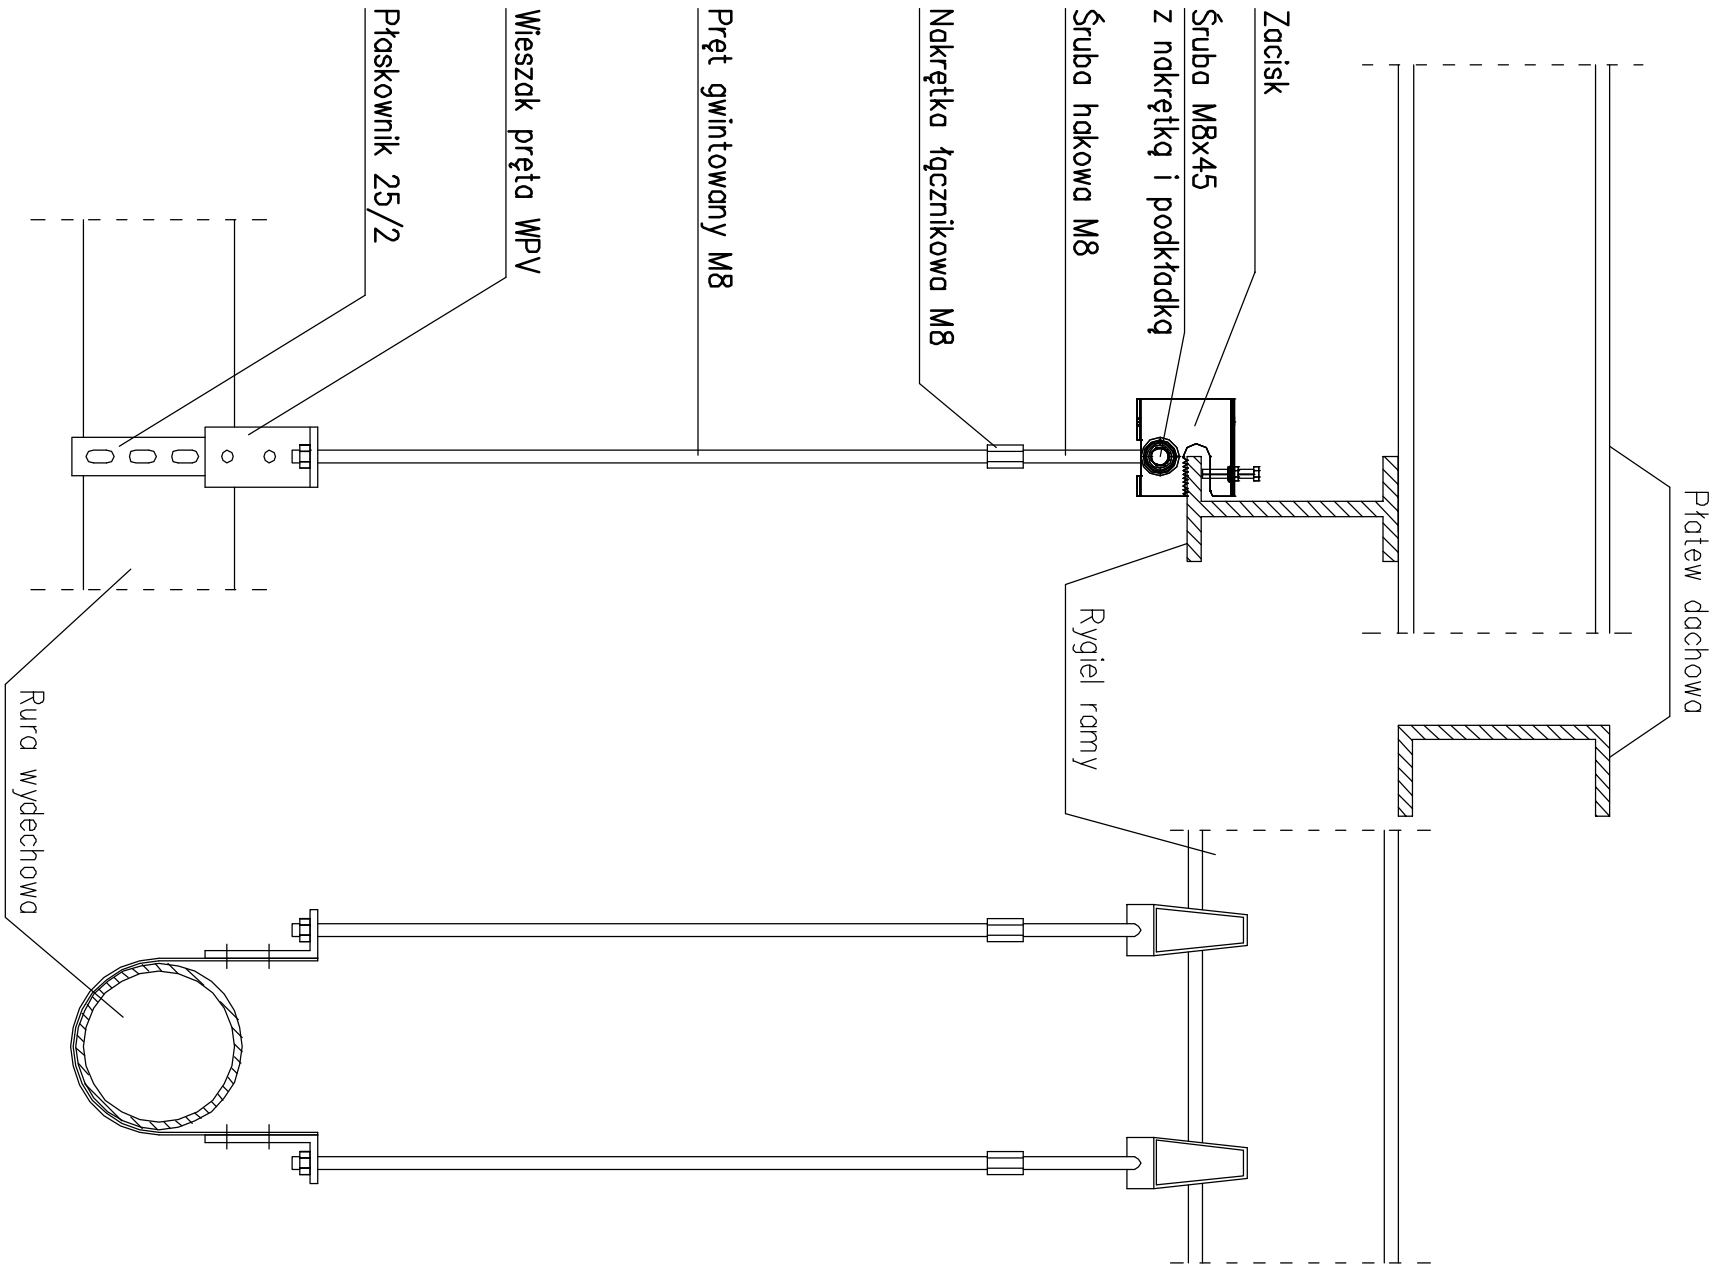 Płatew dachowa
Zacisk
Śruba M8x45
z nakrętką i podkładką
Śruba hakowa M8
Rygiel ramy
Nakrętka łącznikowa M8
Pręt gwintowany M8
Wieszak pręta WPV
Płaskownik 25/2
Rura wydechowa